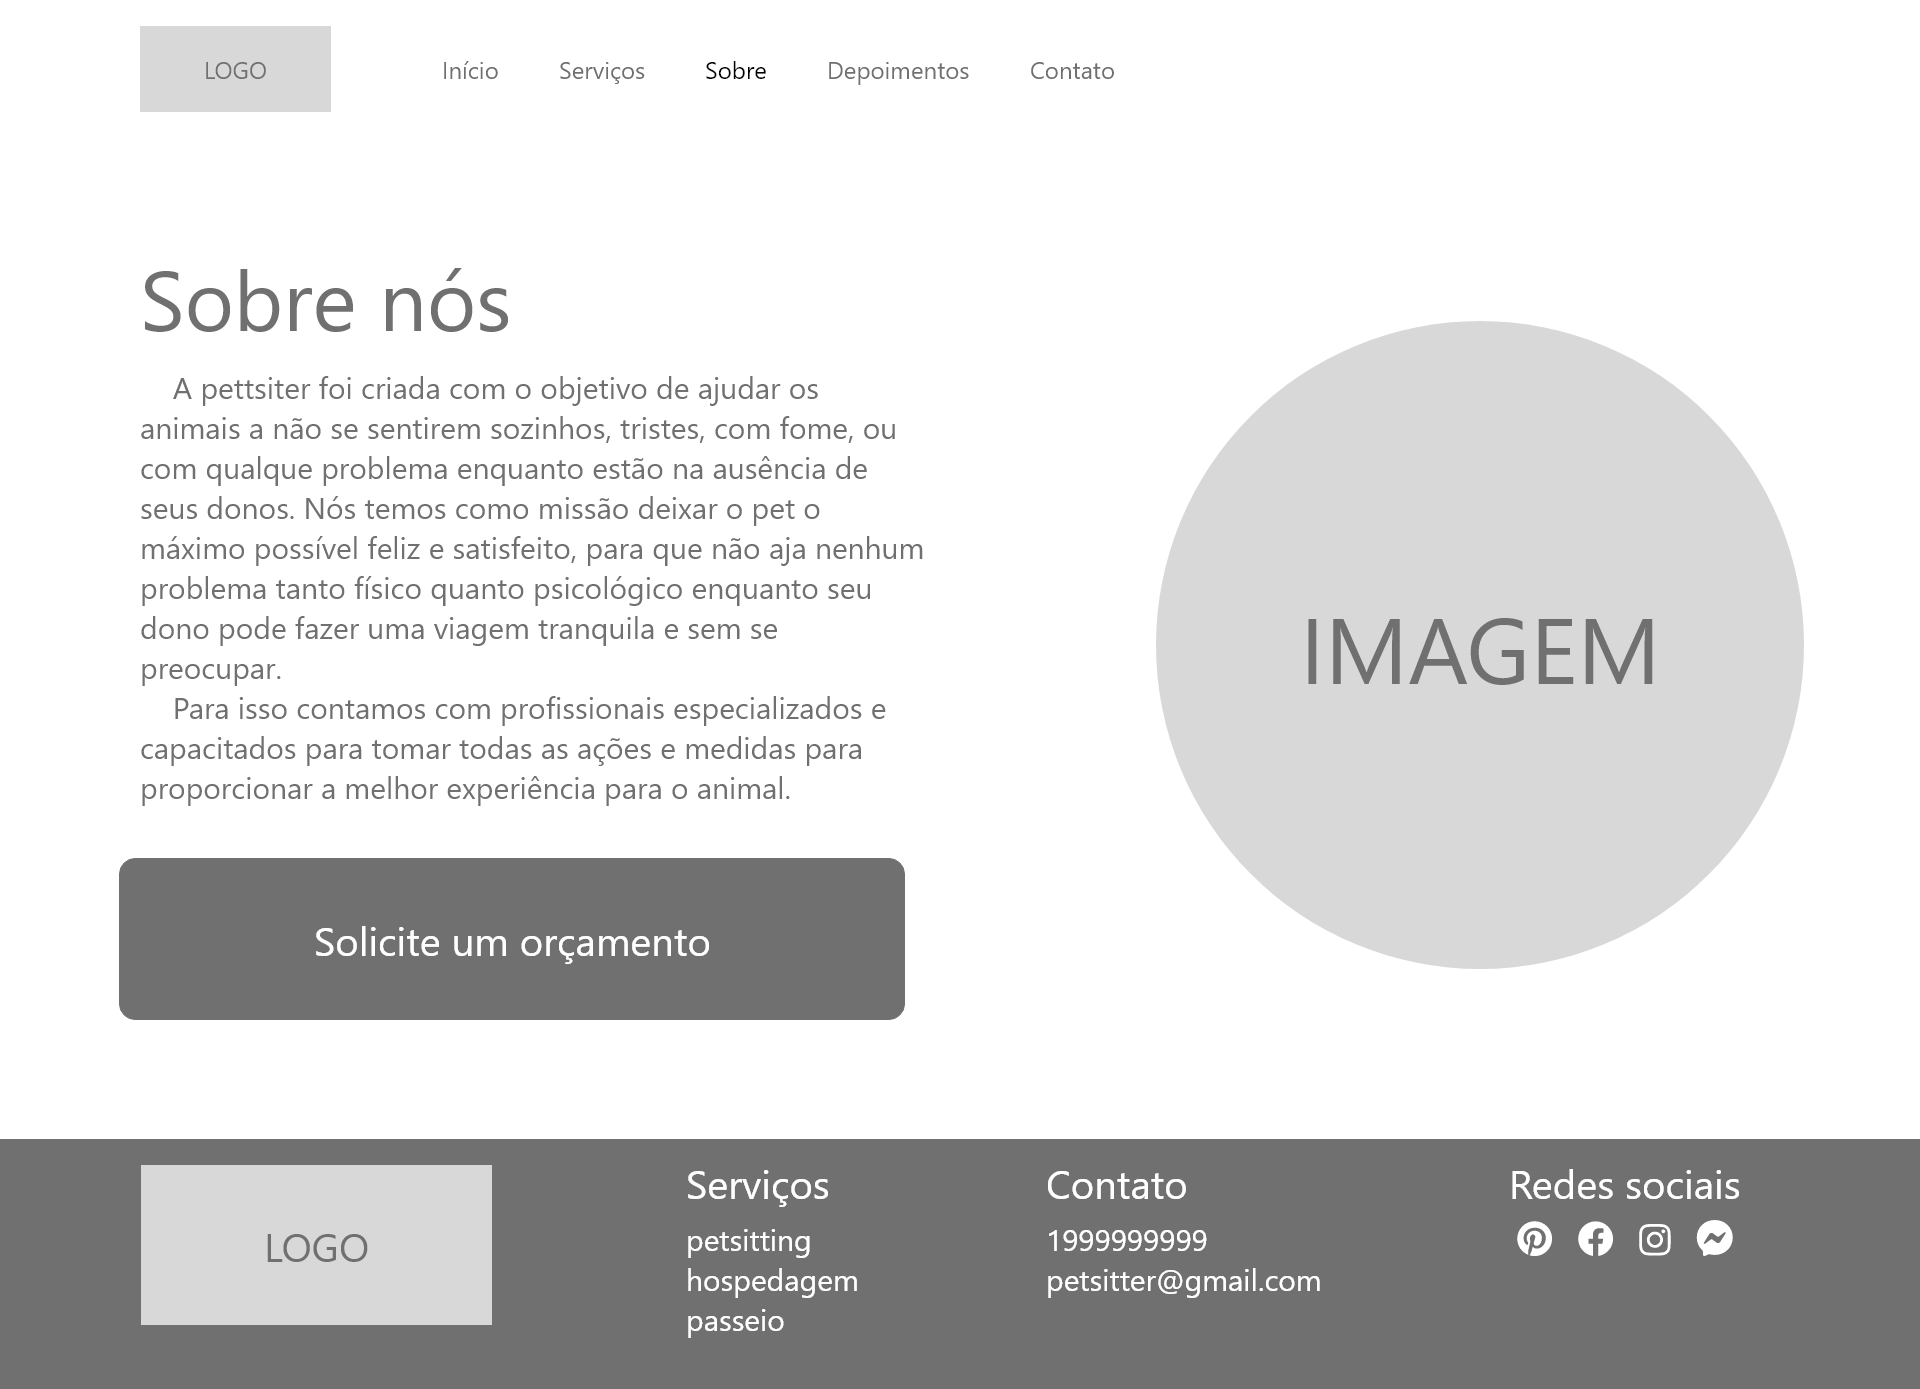 LOGO
Início
Serviços
Sobre
Depoimentos
Contato
Sobre nós
A pettsiter foi criada com o objetivo de ajudar os
animais a não se sentirem sozinhos, tristes, com fome, ou
com qualque problema enquanto estão na ausência de
seus donos. Nós temos como missão deixar o pet o
máximo possível feliz e satisfeito, para que não aja nenhum
problema tanto físico quanto psicológico enquanto seu
dono pode fazer uma viagem tranquila e sem se
preocupar.
Para isso contamos com profissionais especializados e
capacitados para tomar todas as ações e medidas para
proporcionar a melhor experiência para o animal.
IMAGEM
Solicite um orçamento
LOGO
Serviços
petsitting
hospedagem
passeio
Contato
1999999999
petsitter@gmail.com
Redes sociais